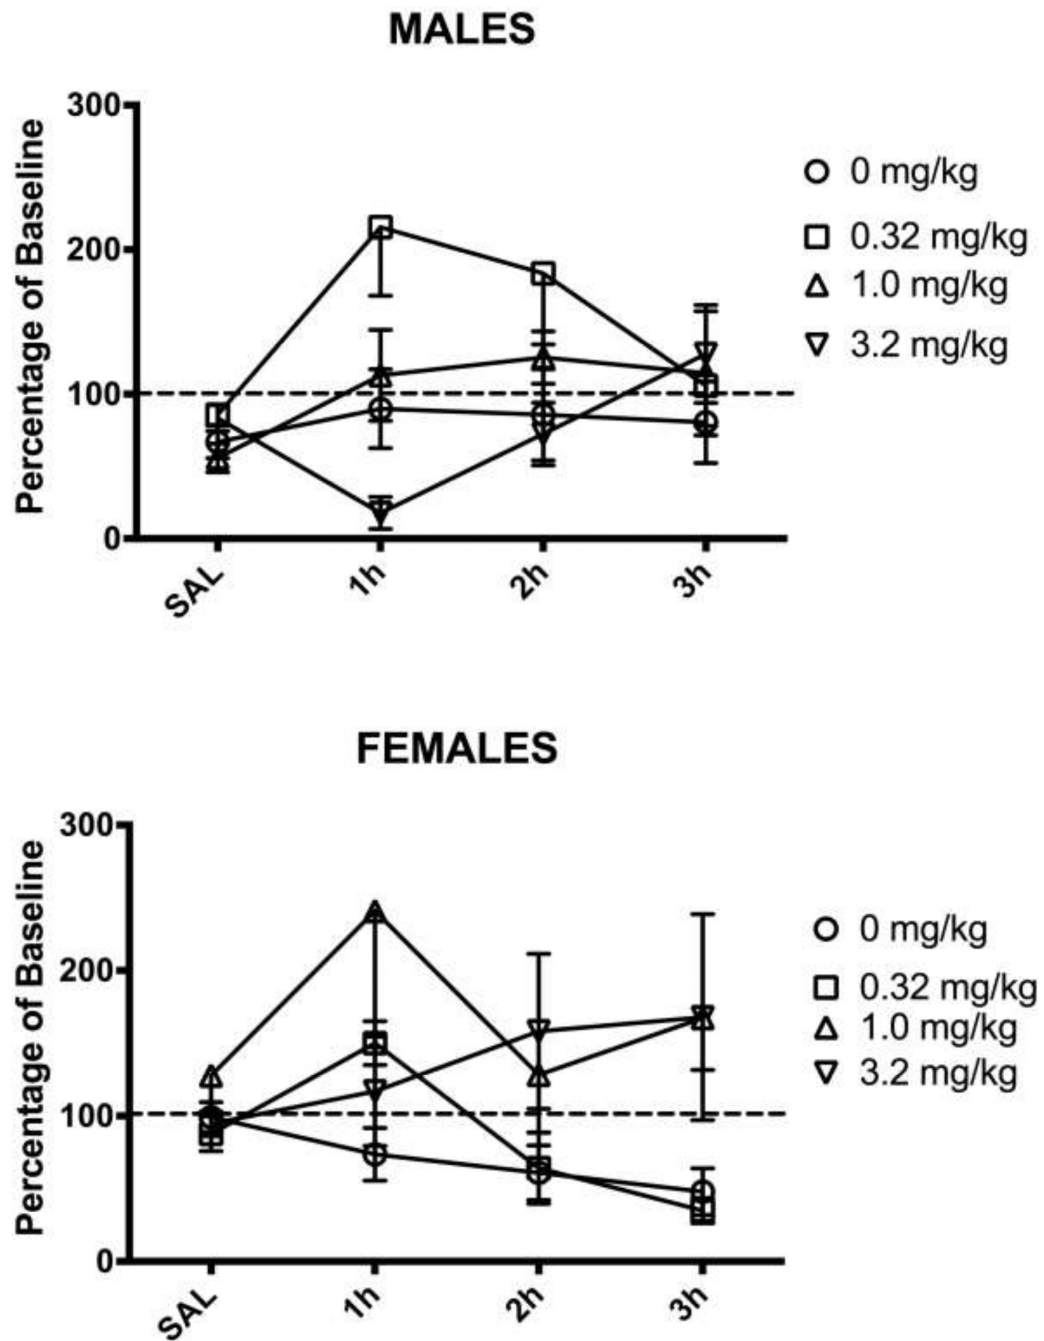 MALES
Percentage of Baseline
300
200
100
0
SAL
1h
2h
3h
0 mg/kg
0.32 mg/kg
1.0 mg/kg
3.2 mg/kg
FEMALES
Percentage of Baseline
300
200
100
0
SAL
1h
2h
3h
0 mg/kg
0.32 mg/kg
1.0 mg/kg
3.2 mg/kg